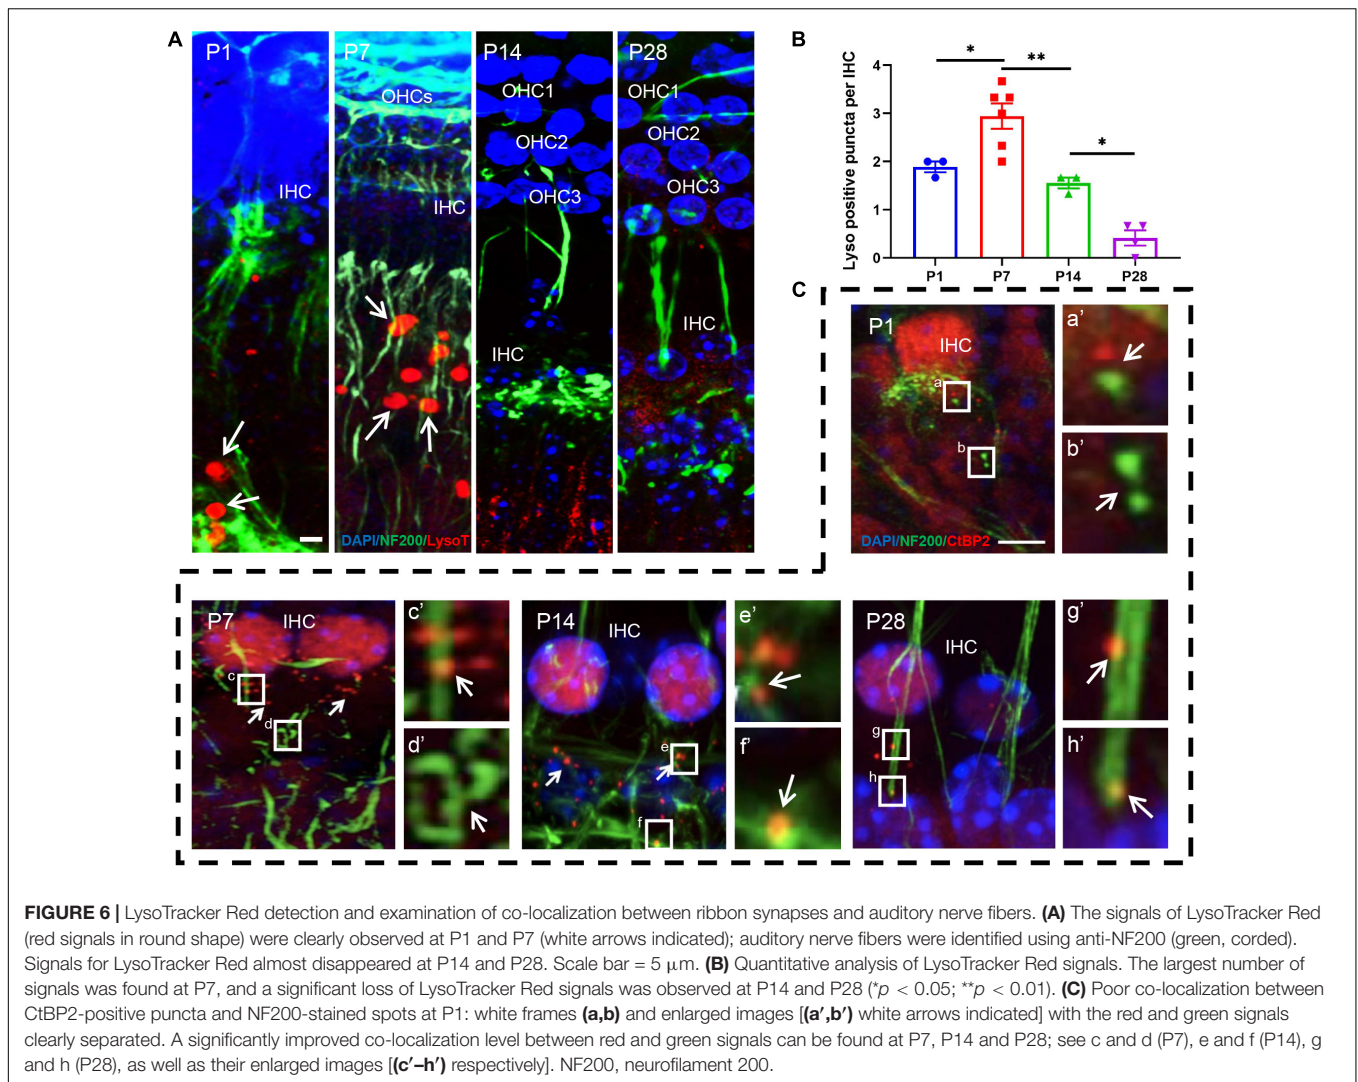 A
P1
IHC
P7
OHCs
IHC
DAPI/NF200/LysoT
P14
OHC1
OHC2
OHC3
IHC
P28
OHC1
OHC2
OHC3
IHC
B
Lyso positive puncta per IHC
4
3
2
1
0
*
**
*
P1 P7 P14 P28
C
P1
IHC
a
b
DAPI/NF200/CtBP2
a’
b’
P7
IHC
c
d
c’
d’
P14
IHC
e
f
e’
f’
P28
IHC
g
h
g’
h’
FIGURE 6 | LysoTracker Red detection and examination of co-localization between ribbon synapses and auditory nerve fibers. (A) The signals of LysoTracker Red
(red signals in round shape) were clearly observed at P1 and P7 (white arrows indicated); auditory nerve fibers were identified using anti-NF200 (green, corded).
Signals for LysoTracker Red almost disappeared at P14 and P28. Scale bar = 5 μm. (B) Quantitative analysis of LysoTracker Red signals. The largest number of
signals was found at P7, and a significant loss of LysoTracker Red signals was observed at P14 and P28 (*p < 0.05; **p < 0.01). (C) Poor co-localization between
CtBP2-positive puncta and NF200-stained spots at P1: white frames (a,b) and enlarged images [(a′,b′) white arrows indicated] with the red and green signals
clearly separated. A significantly improved co-localization level between red and green signals can be found at P7, P14 and P28; see c and d (P7), e and f (P14), g
and h (P28), as well as their enlarged images [(c′–h′) respectively]. NF200, neurofilament 200.